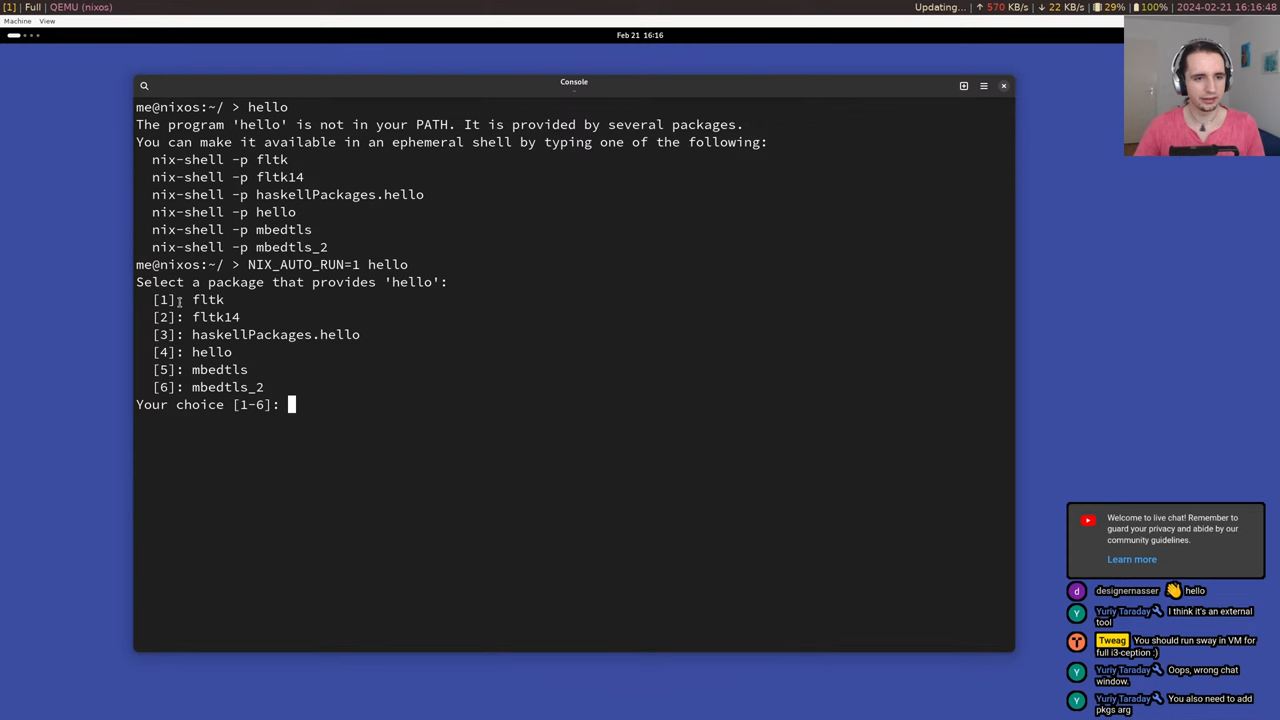 [1] Full QEMU (nixos)
Updating... | ↑ 570 KB/s | ↓ 22 KB/s | 29% | 100% | 2024-02-21 16:16:48
Machine View
Feb 21 16:16
Console
me@nixos:~/ > hello
The program 'hello' is not in your PATH. It is provided by several packages.
You can make it available in an ephemeral shell by typing one of the following:
nix-shell -p fltk
nix-shell -p fltk14
nix-shell -p haskellPackages.hello
nix-shell -p hello
nix-shell -p mbedtls
nix-shell -p mbedtls_2
me@nixos:~/ > NIX_AUTO_RUN=1 hello
Select a package that provides 'hello':
[1]: fltk
[2]: fltk14
[3]: haskellPackages.hello
[4]: hello
[5]: mbedtls
[6]: mbedtls_2
Your choice [1-6]:
Welcome to live chat! Remember to
guard your privacy and abide by our
community guidelines.
Learn more
d designernasser 👋 hello
Y Yuriy Taraday I think it's an external
tool
Tweag You should run sway in VM for
full i3-ception :)
Y Yuriy Taraday Oops, wrong chat
window.
Y Yuriy Taraday You also need to add
pkgs arg